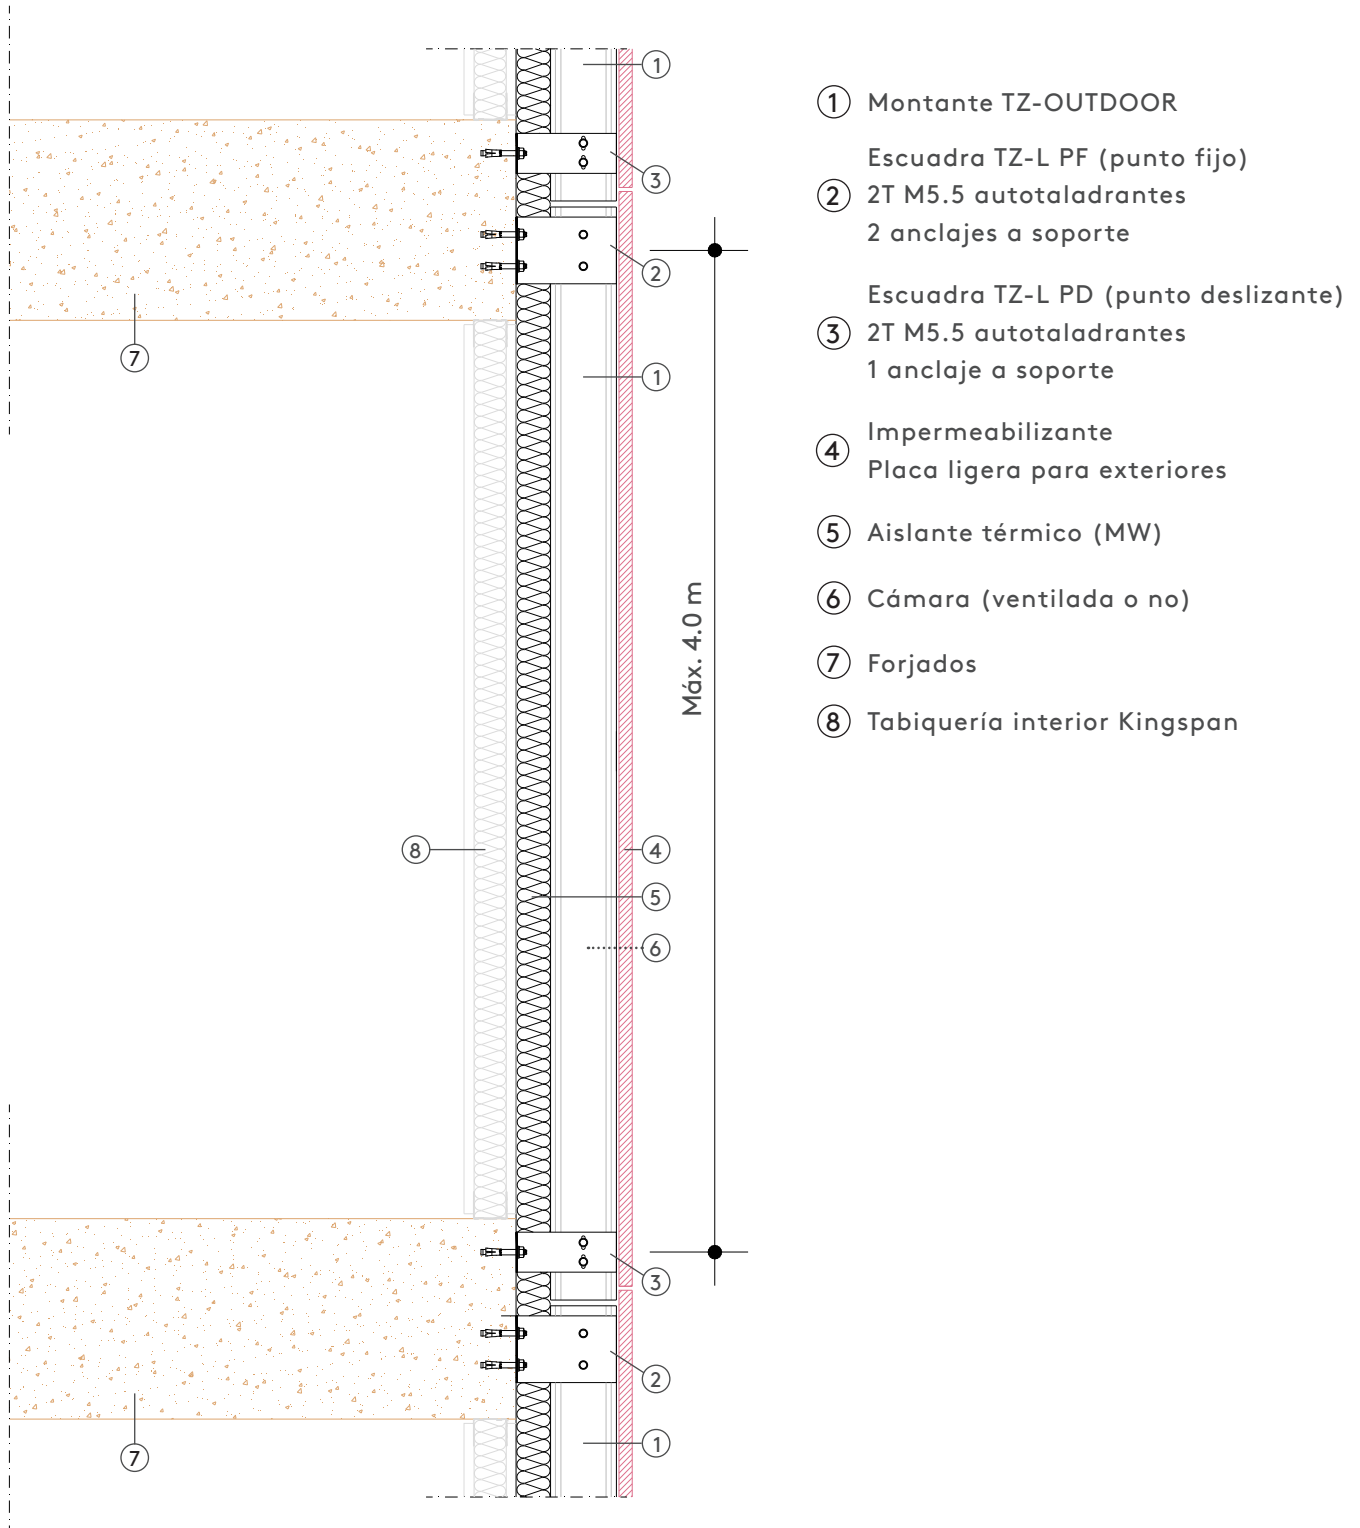 1 Montante TZ-OUTDOOR
Escuadra TZ-L PF (punto fijo)
2 2T M5.5 autotaladrantes
2 anclajes a soporte
Escuadra TZ-L PD (punto deslizante)
3 2T M5.5 autotaladrantes
1 anclaje a soporte
4 Impermeabilizante
Placa ligera para exteriores
5 Aislante térmico (MW)
6 Cámara (ventilada o no)
7 Forjados
8 Tabiquería interior Kingspan
1
3
2
7
1
Máx. 4.0 m
8
4
5
6
3
2
7
1